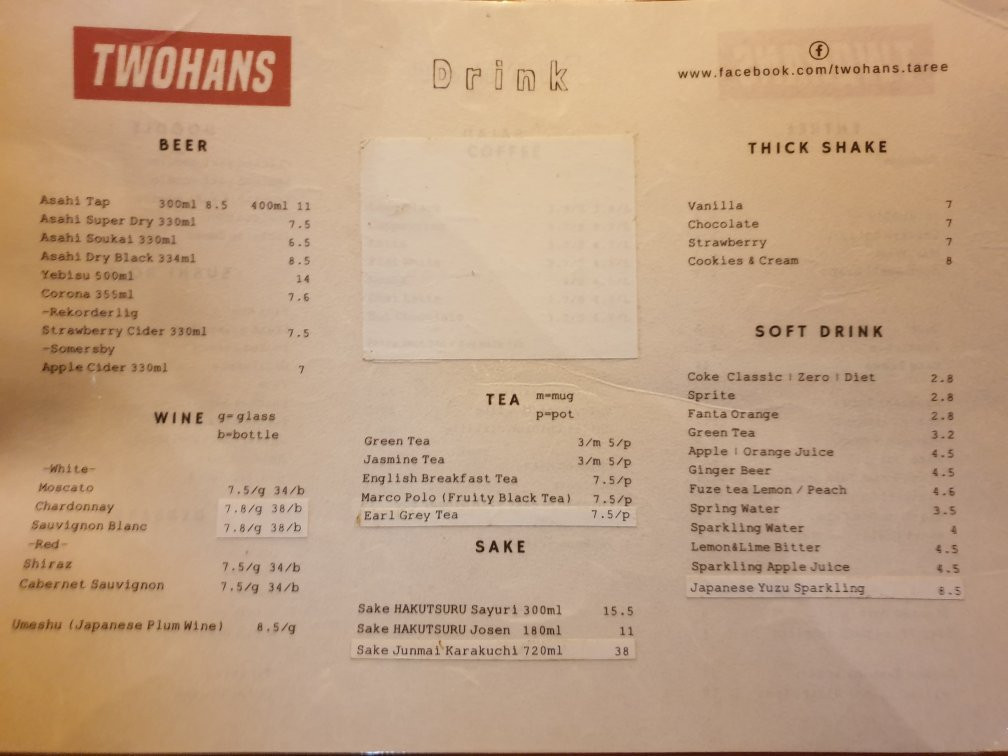 TWOHANS
Drink
www.facebook.com/twohans.taree
BEER
Asahi Tap 300ml 8.5 400ml 11
Asahi Super Dry 330ml 7.5
Asahi Soukai 330ml 6.5
Asahi Dry Black 334ml 8.5
Yebisu 500ml 14
Corona 355ml 7.6
-Rekorderlig
Strawberry Cider 330ml 7.5
-Somersby
Apple Cider 330ml 7
WINE g=glass
b=bottle
-White-
Moscato 7.5/g 34/b
Chardonnay 7.8/g 38/b
Sauvignon Blanc 7.8/g 38/b
-Red-
Shiraz 7.5/g 34/b
Cabernet Sauvignon 7.5/g 34/b
Umeshu (Japanese Plum Wine) 8.5/g
COFFEE
TEA m=mug
p=pot
Green Tea 3/m 5/p
Jasmine Tea 3/m 5/p
English Breakfast Tea 7.5/p
Marco Polo (Fruity Black Tea) 7.5/p
Earl Grey Tea 7.5/p
SAKE
Sake HAKUTSURU Sayuri 300ml 15.5
Sake HAKUTSURU Josen 180ml 11
Sake Junmai Karakuchi 720ml 38
THICK SHAKE
Vanilla 7
Chocolate 7
Strawberry 7
Cookies & Cream 8
SOFT DRINK
Coke Classic | Zero | Diet 2.8
Sprite 2.8
Fanta Orange 2.8
Green Tea 3.2
Apple | Orange Juice 4.5
Ginger Beer 4.5
Fuze tea Lemon / Peach 4.6
Spring Water 3.5
Sparkling Water 4
Lemon&Lime Bitter 4.5
Sparkling Apple Juice 4.5
Japanese Yuzu Sparkling 8.5